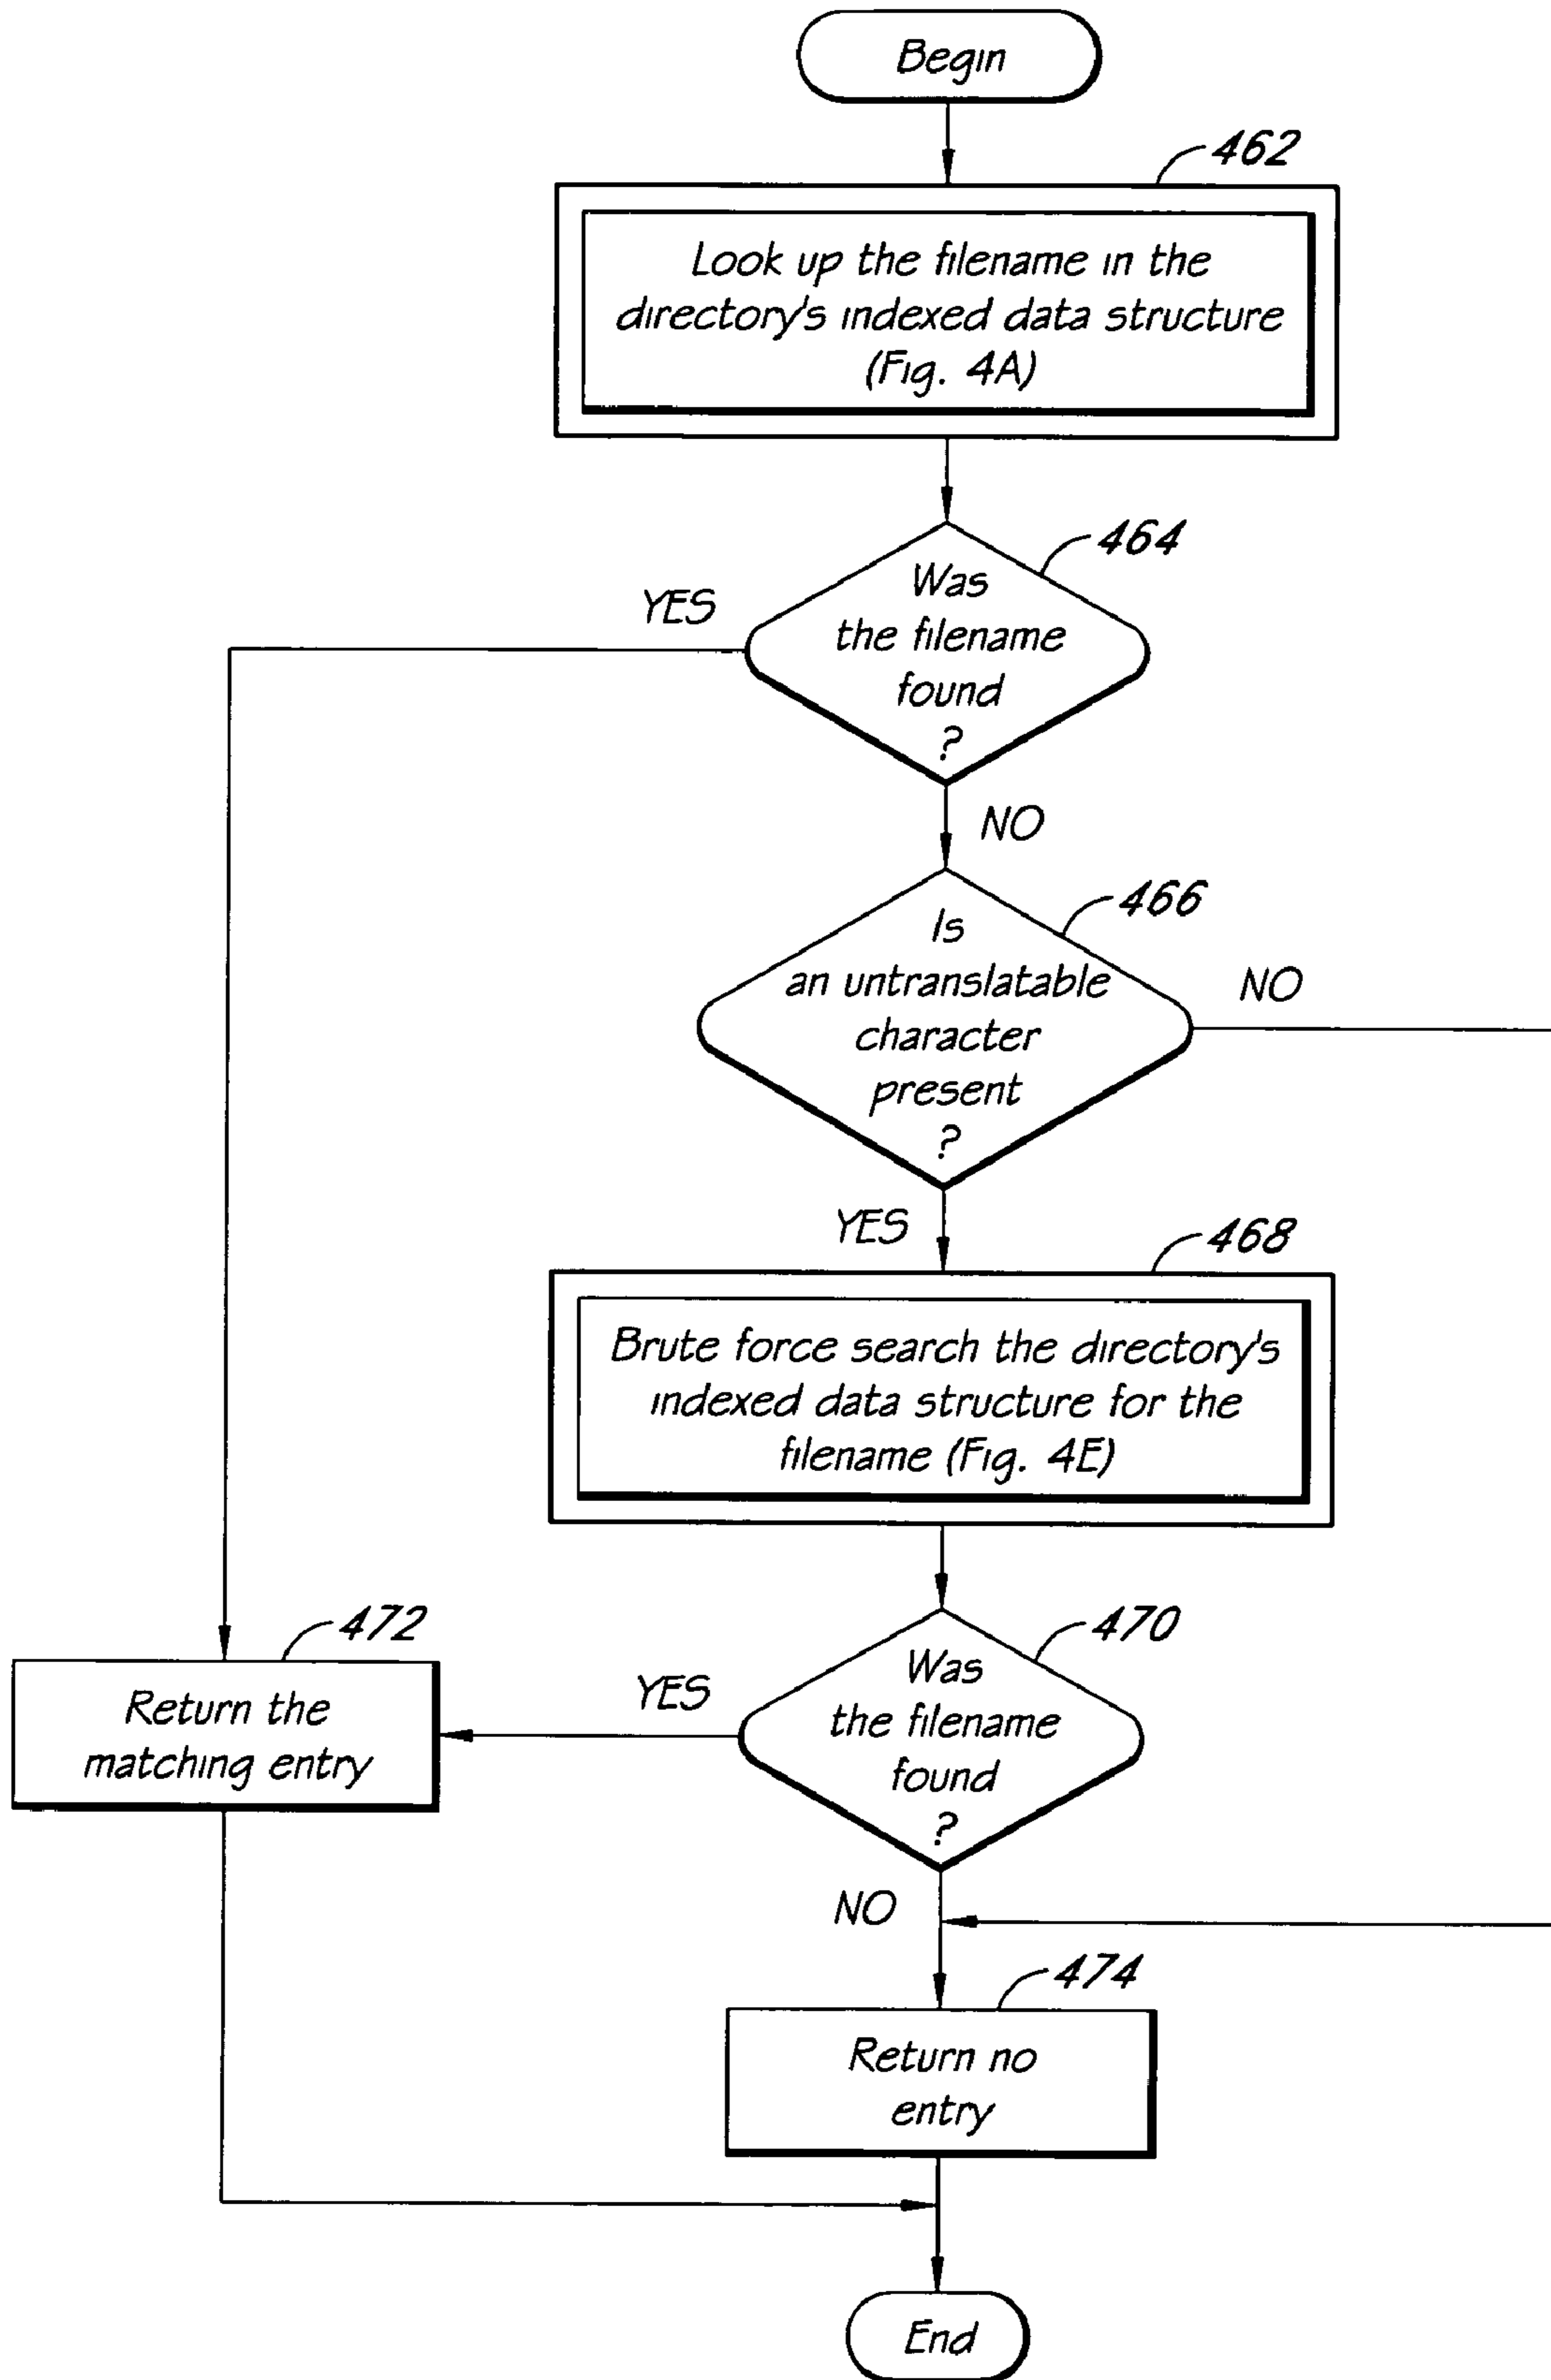 Begin
462
Look up the filename in the
directory's indexed data structure
(Fig. 4A)
464
Was
the filename
found
?
YES
NO
466
Is
an untranslatable
character
present
?
NO
YES
468
Brute force search the directory's
indexed data structure for the
filename (Fig. 4E)
470
Was
the filename
found
?
YES
472
Return the
matching entry
NO
474
Return no
entry
End